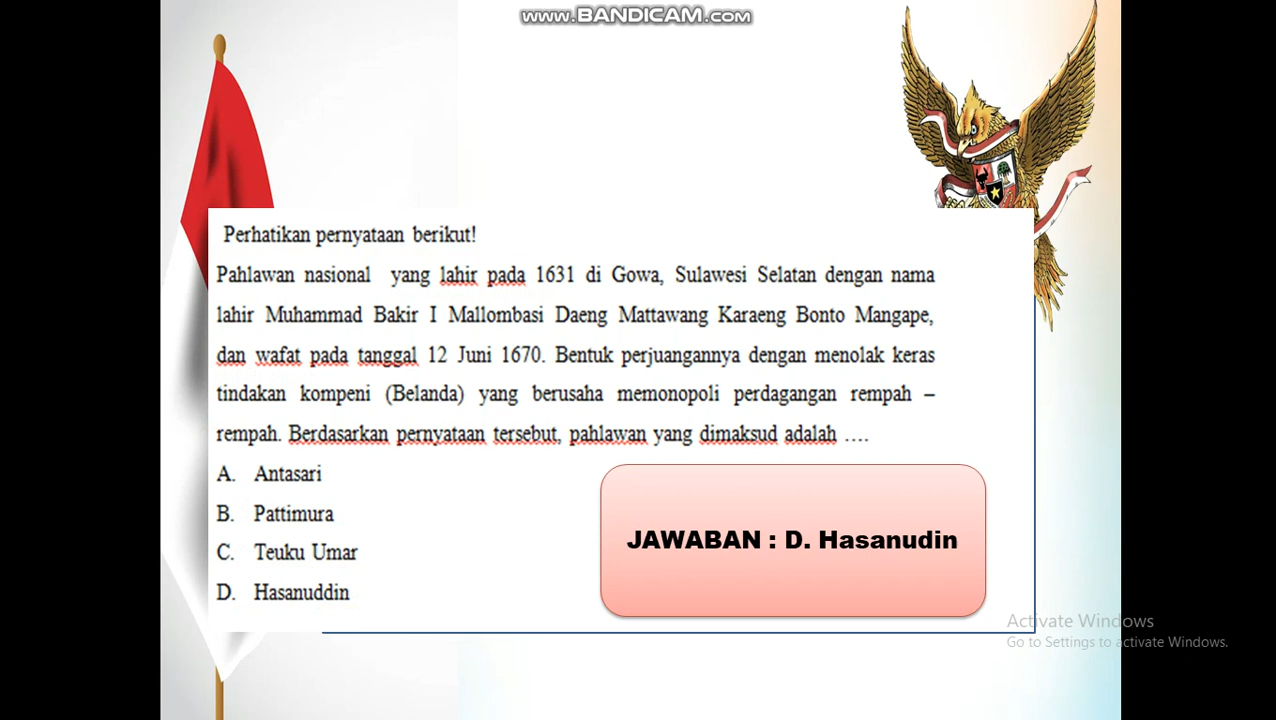 www.BANDICAM.com
Perhatikan pernyataan berikut!
Pahlawan nasional yang lahir pada 1631 di Gowa, Sulawesi Selatan dengan nama
lahir Muhammad Bakir I Mallombasi Daeng Mattawang Karaeng Bonto Mangape,
dan wafat pada tanggal 12 Juni 1670. Bentuk perjuangannya dengan menolak keras
tindakan kompeni (Belanda) yang berusaha memonopoli perdagangan rempah –
rempah. Berdasarkan pernyataan tersebut, pahlawan yang dimaksud adalah ….
A. Antasari
B. Pattimura
C. Teuku Umar
D. Hasanuddin
JAWABAN : D. Hasanudin
Activate Windows
Go to Settings to activate Windows.